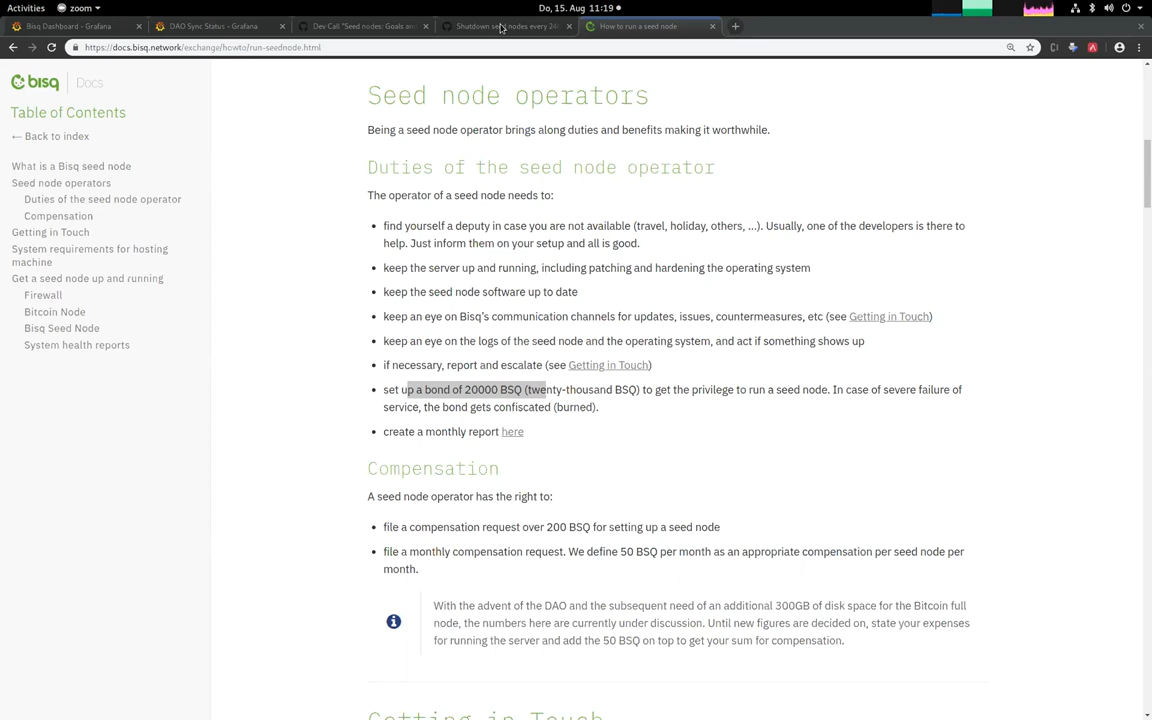 Activities
zoom
Do, 15. Aug 11:19
Bisq Dashboard - Grafana
DAO Sync Status - Grafana
Dev Call "Seed nodes: Goals an
Shutdown seed nodes every 24
How to run a seed node
https://docs.bisq.network/exchange/howto/run-seednode.html
bisq Docs
Table of Contents
← Back to index
What is a Bisq seed node
Seed node operators
Duties of the seed node operator
Compensation
Getting in Touch
System requirements for hosting
machine
Get a seed node up and running
Firewall
Bitcoin Node
Bisq Seed Node
System health reports
Seed node operators
Being a seed node operator brings along duties and benefits making it worthwhile.
Duties of the seed node operator
The operator of a seed node needs to:
• find yourself a deputy in case you are not available (travel, holiday, others, …). Usually, one of the developers is there to
help. Just inform them on your setup and all is good.
• keep the server up and running, including patching and hardening the operating system
• keep the seed node software up to date
• keep an eye on Bisq's communication channels for updates, issues, countermeasures, etc (see Getting in Touch)
• keep an eye on the logs of the seed node and the operating system, and act if something shows up
• if necessary, report and escalate (see Getting in Touch)
• set up a bond of 20000 BSQ (twenty-thousand BSQ) to get the privilege to run a seed node. In case of severe failure of
service, the bond gets confiscated (burned).
• create a monthly report here
Compensation
A seed node operator has the right to:
• file a compensation request over 200 BSQ for setting up a seed node
• file a monthly compensation request. We define 50 BSQ per month as an appropriate compensation per seed node per
month.
With the advent of the DAO and the subsequent need of an additional 300GB of disk space for the Bitcoin full
node, the numbers here are currently under discussion. Until new figures are decided on, state your expenses
for running the server and add the 50 BSQ on top to get your sum for compensation.
Getting in Touch